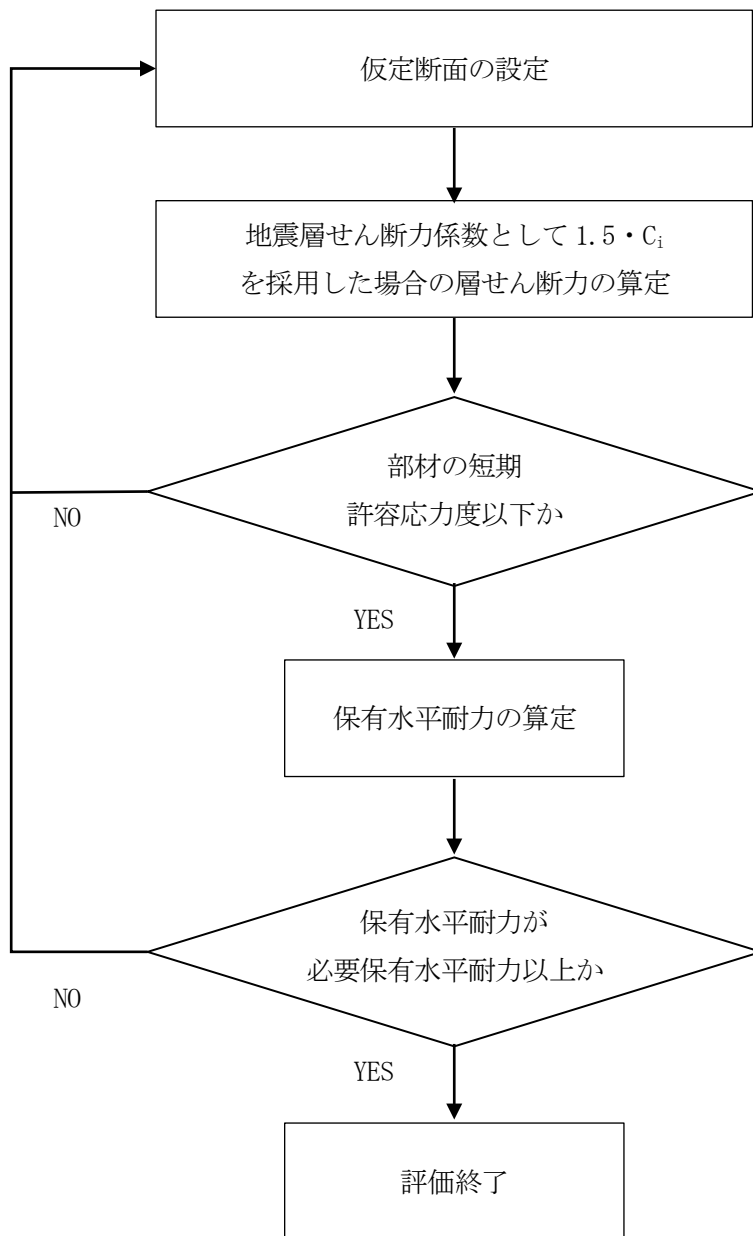 仮定断面の設定
地震層せん断力係数として 1.5・Ci
を採用した場合の層せん断力の算定
部材の短期
許容応力度以下か
NO
YES
保有水平耐力の算定
保有水平耐力が
必要保有水平耐力以上か
NO
YES
評価終了